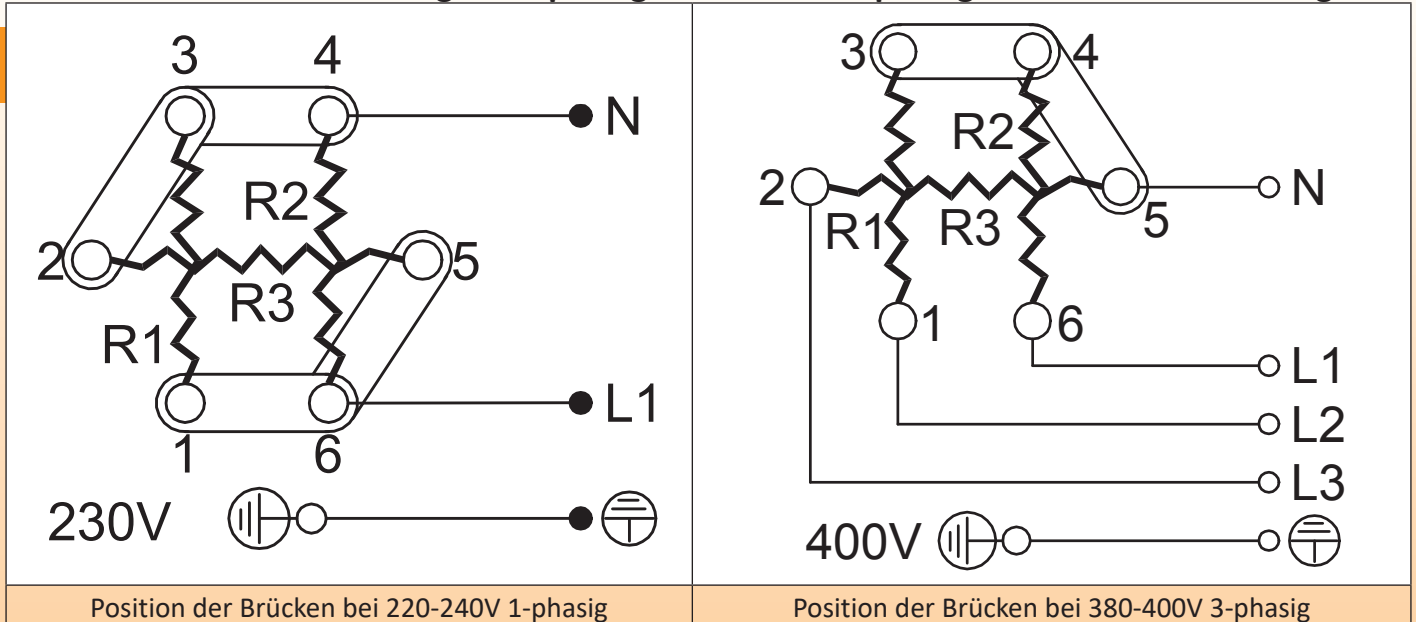 3 4
N
R2
2 5
R3
R1
L1
1 6
230V
Position der Brücken bei 220-240V 1-phasig
3 4
R2
2 N
R1 R3 5
1 6
L1
L2
L3
400V
Position der Brücken bei 380-400V 3-phasig